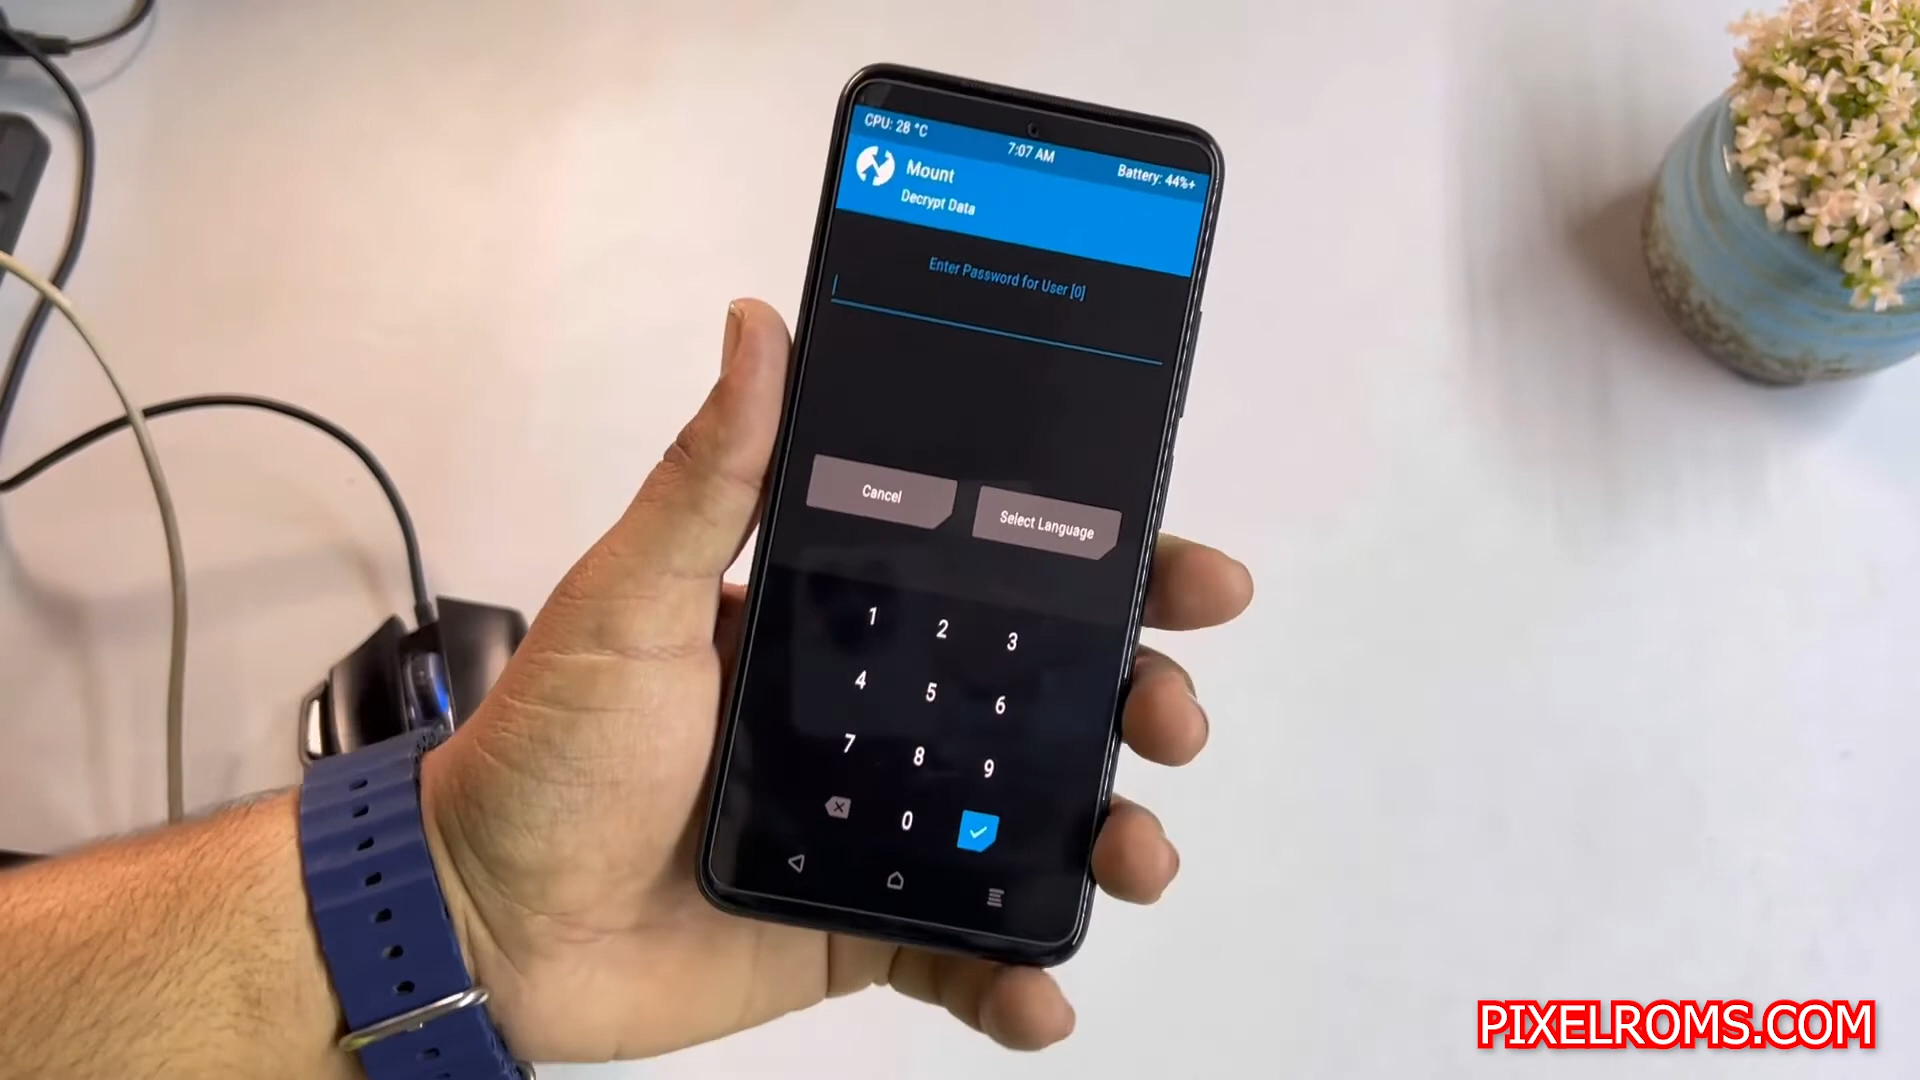 CPU: 28 °C
7:07 AM
Battery: 44%+
Mount
Decrypt Data
Enter Password for User [0]
Cancel
Select Language
1 2 3
4 5 6
7 8 9
0
PIXELROMS.COM